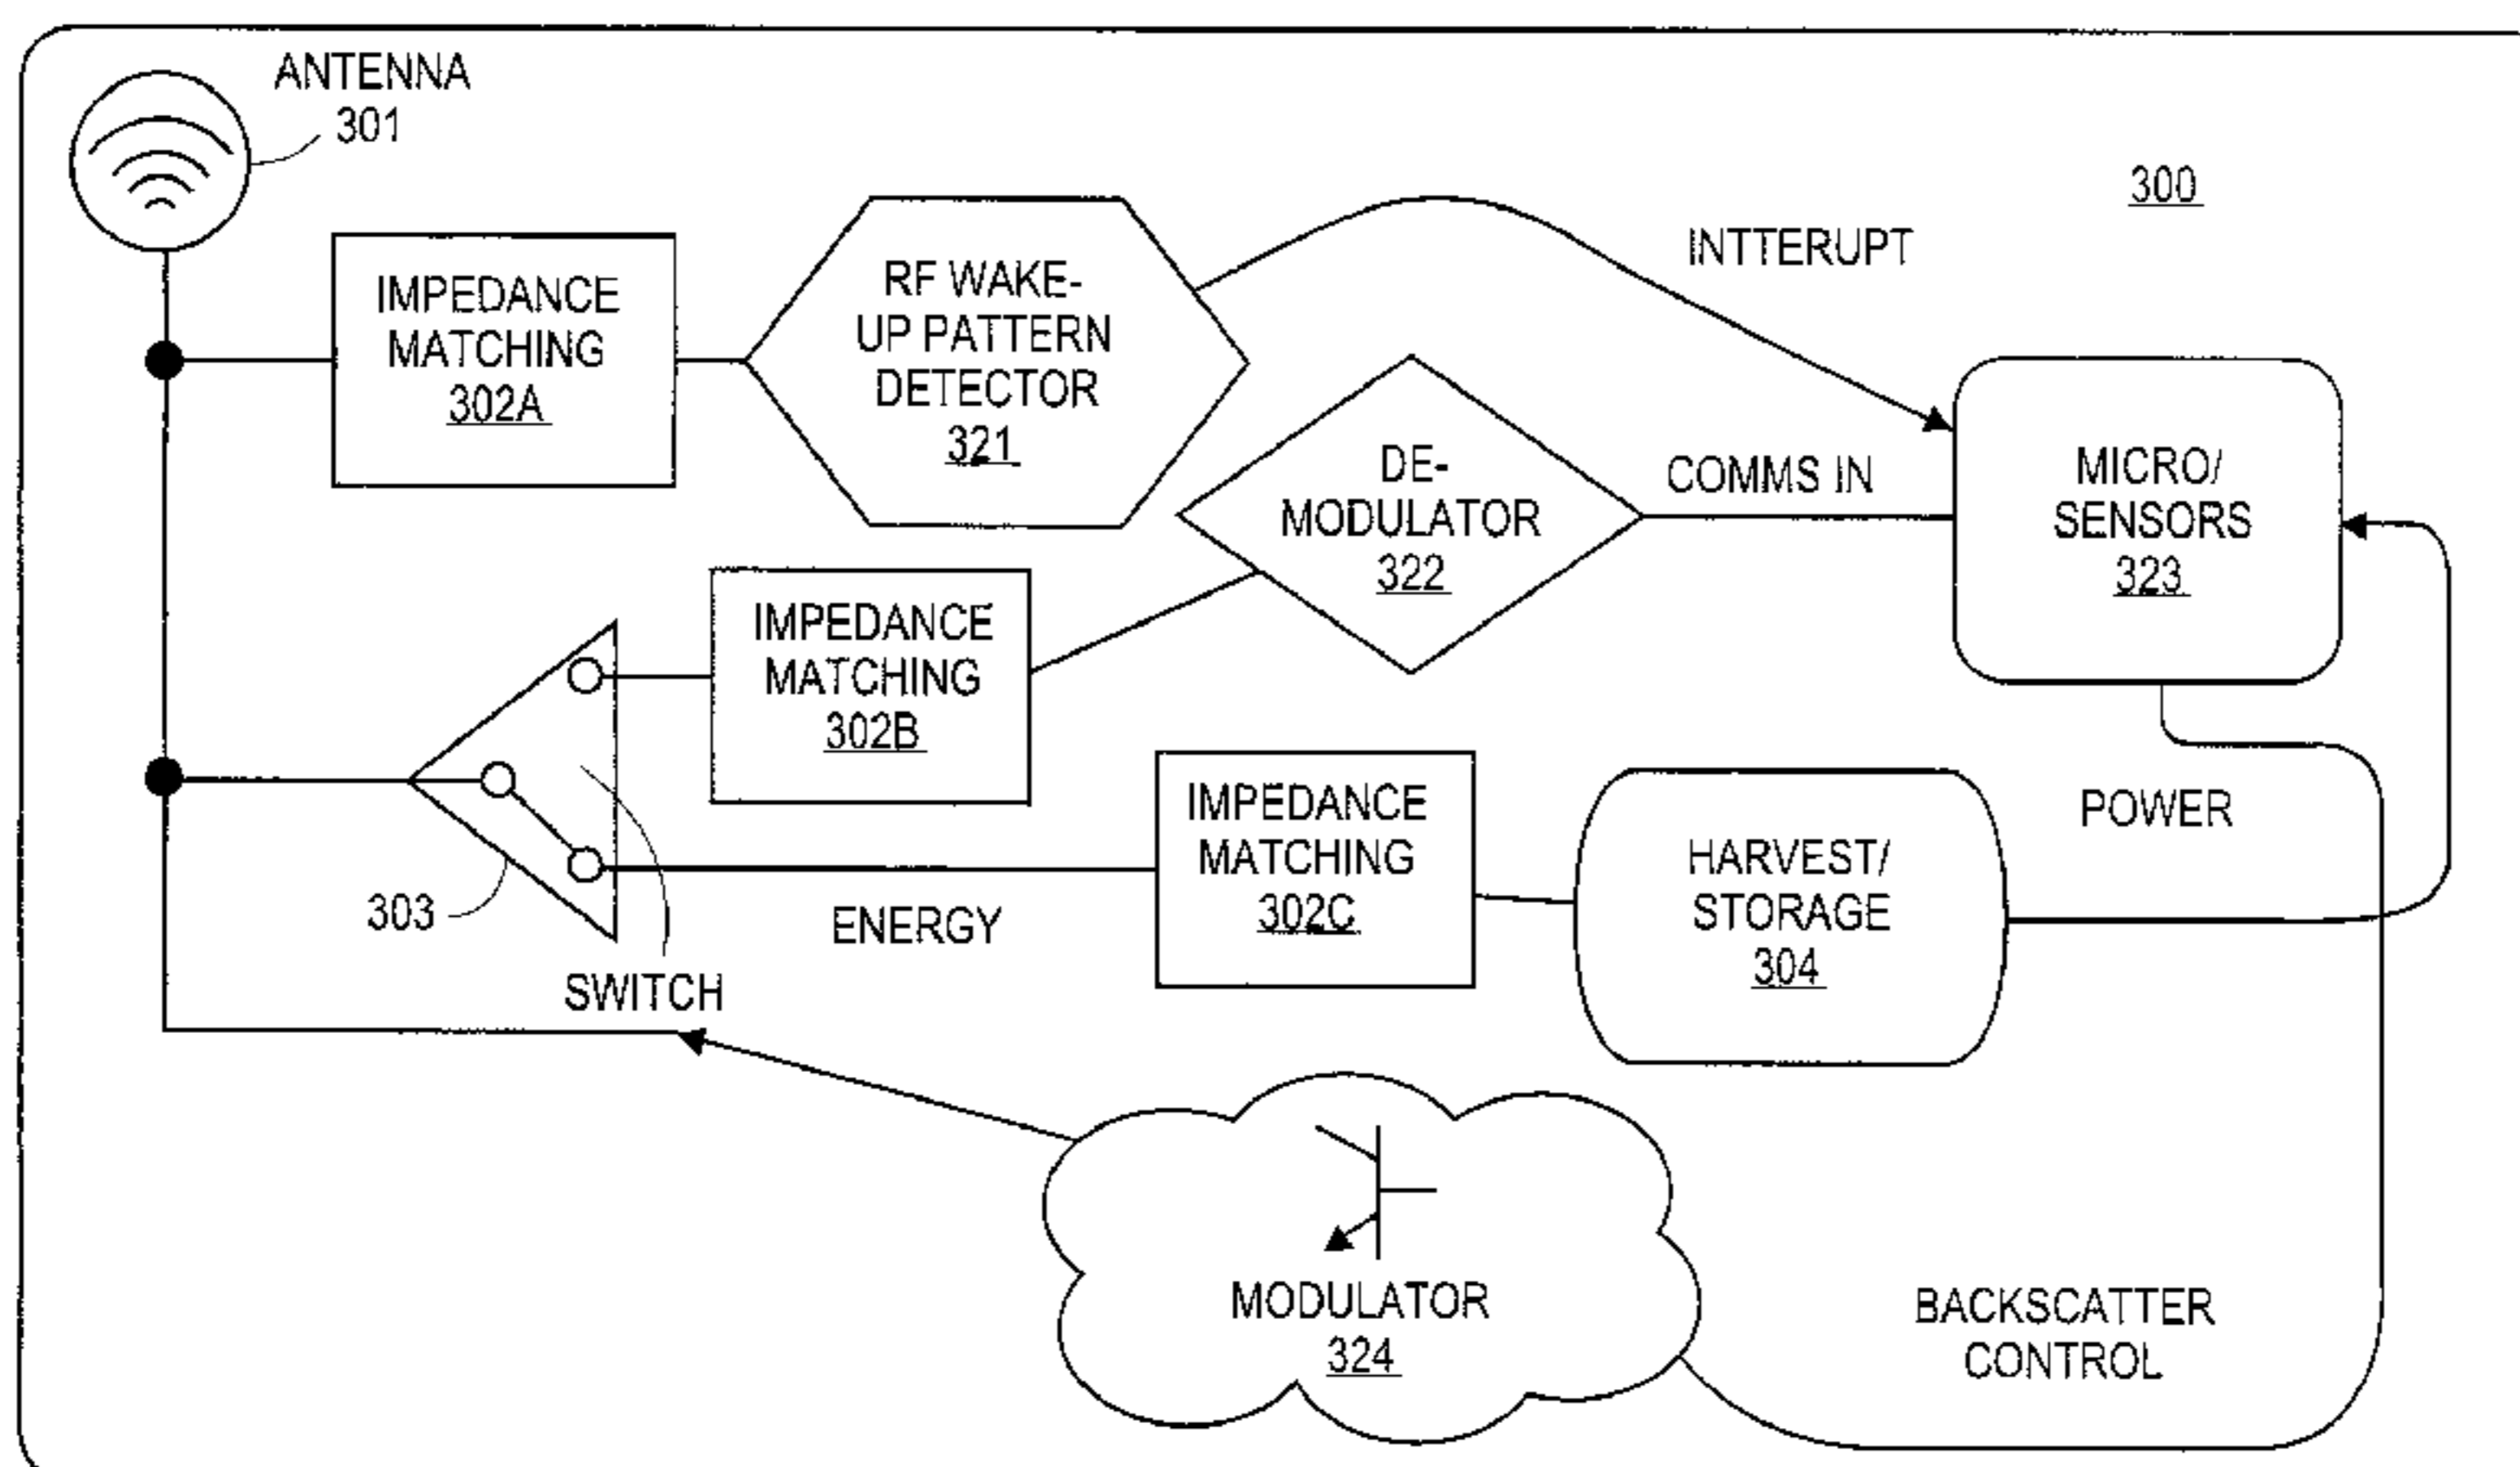 ANTENNA
301
300
IMPEDANCE
MATCHING
302A
RF WAKE-
UP PATTERN
DETECTOR
321
INTTERUPT
DE-
MODULATOR
322
COMMS IN
MICRO/
SENSORS
323
IMPEDANCE
MATCHING
302B
303
SWITCH
ENERGY
IMPEDANCE
MATCHING
302C
HARVEST/
STORAGE
304
POWER
MODULATOR
324
BACKSCATTER
CONTROL